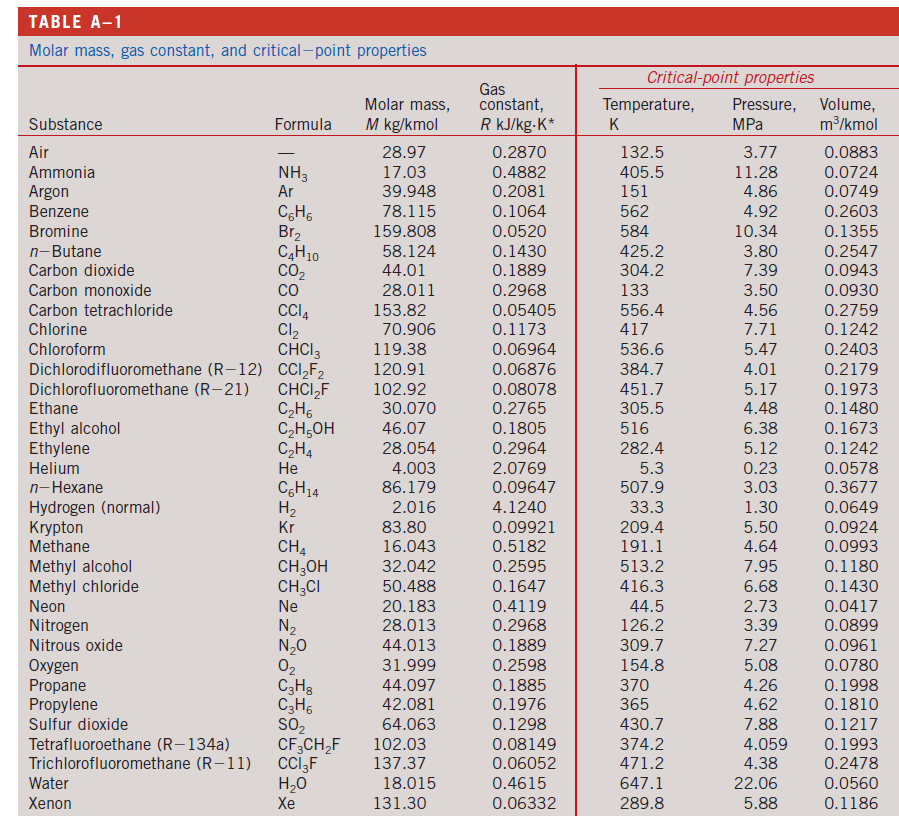 TABLE A–1
Molar mass, gas constant, and critical–point properties
Critical-point properties
Gas
Molar mass, constant, Temperature, Pressure, Volume,
Substance Formula M kg/kmol R kJ/kg·K* K MPa m³/kmol
Air — 28.97 0.2870 132.5 3.77 0.0883
Ammonia NH₃ 17.03 0.4882 405.5 11.28 0.0724
Argon Ar 39.948 0.2081 151 4.86 0.0749
Benzene C₆H₆ 78.115 0.1064 562 4.92 0.2603
Bromine Br₂ 159.808 0.0520 584 10.34 0.1355
n–Butane C₄H₁₀ 58.124 0.1430 425.2 3.80 0.2547
Carbon dioxide CO₂ 44.01 0.1889 304.2 7.39 0.0943
Carbon monoxide CO 28.011 0.2968 133 3.50 0.0930
Carbon tetrachloride CCl₄ 153.82 0.05405 556.4 4.56 0.2759
Chlorine Cl₂ 70.906 0.1173 417 7.71 0.1242
Chloroform CHCl₃ 119.38 0.06964 536.6 5.47 0.2403
Dichlorodifluoromethane (R–12) CCl₂F₂ 120.91 0.06876 384.7 4.01 0.2179
Dichlorofluoromethane (R–21) CHCl₂F 102.92 0.08078 451.7 5.17 0.1973
Ethane C₂H₆ 30.070 0.2765 305.5 4.48 0.1480
Ethyl alcohol C₂H₅OH 46.07 0.1805 516 6.38 0.1673
Ethylene C₂H₄ 28.054 0.2964 282.4 5.12 0.1242
Helium He 4.003 2.0769 5.3 0.23 0.0578
n–Hexane C₆H₁₄ 86.179 0.09647 507.9 3.03 0.3677
Hydrogen (normal) H₂ 2.016 4.1240 33.3 1.30 0.0649
Krypton Kr 83.80 0.09921 209.4 5.50 0.0924
Methane CH₄ 16.043 0.5182 191.1 4.64 0.0993
Methyl alcohol CH₃OH 32.042 0.2595 513.2 7.95 0.1180
Methyl chloride CH₃Cl 50.488 0.1647 416.3 6.68 0.1430
Neon Ne 20.183 0.4119 44.5 2.73 0.0417
Nitrogen N₂ 28.013 0.2968 126.2 3.39 0.0899
Nitrous oxide N₂O 44.013 0.1889 309.7 7.27 0.0961
Oxygen O₂ 31.999 0.2598 154.8 5.08 0.0780
Propane C₃H₈ 44.097 0.1885 370 4.26 0.1998
Propylene C₃H₆ 42.081 0.1976 365 4.62 0.1810
Sulfur dioxide SO₂ 64.063 0.1298 430.7 7.88 0.1217
Tetrafluoroethane (R–134a) CF₃CH₂F 102.03 0.08149 374.2 4.059 0.1993
Trichlorofluoromethane (R–11) CCl₃F 137.37 0.06052 471.2 4.38 0.2478
Water H₂O 18.015 0.4615 647.1 22.06 0.0560
Xenon Xe 131.30 0.06332 289.8 5.88 0.1186